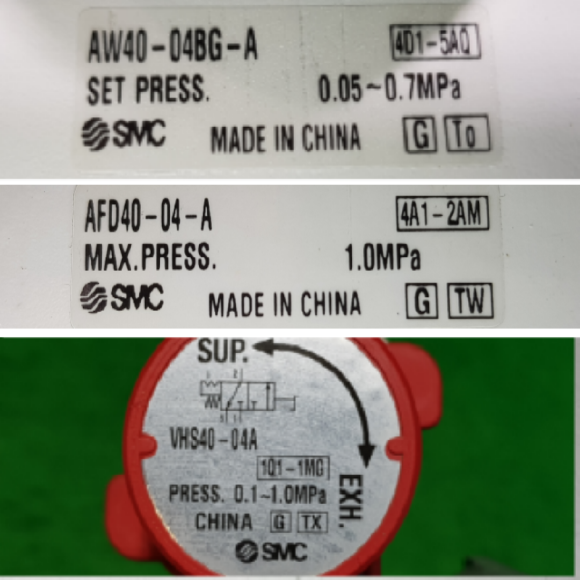 AW40-04BG-A 4D1-5AQ
SET PRESS. 0.05~0.7MPa
SMC MADE IN CHINA G To
AFD40-04-A 4A1-2AM
MAX.PRESS. 1.0MPa
SMC MADE IN CHINA G TW
SUP.
VHS40-04A
1Q1-1MG
PRESS. 0.1~1.0MPa
EXH.
CHINA G TX
SMC